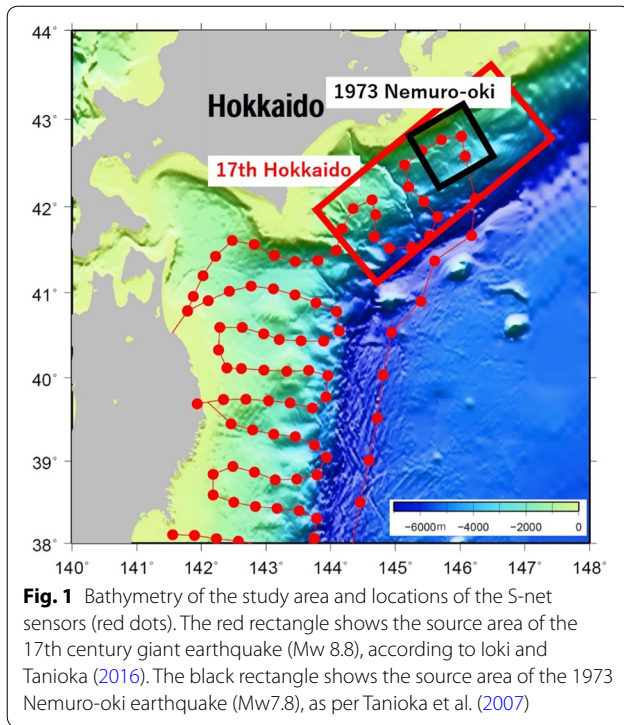 44°
43°
42°
41°
40°
39°
38°
Hokkaido
1973 Nemuro-oki
17th Hokkaido
−6000m −4000 −2000 0
140° 141° 142° 143° 144° 145° 146° 147° 148°
Fig. 1 Bathymetry of the study area and locations of the S-net
sensors (red dots). The red rectangle shows the source area of the
17th century giant earthquake (Mw 8.8), according to Ioki and
Tanioka (2016). The black rectangle shows the source area of the 1973
Nemuro-oki earthquake (Mw7.8), as per Tanioka et al. (2007)